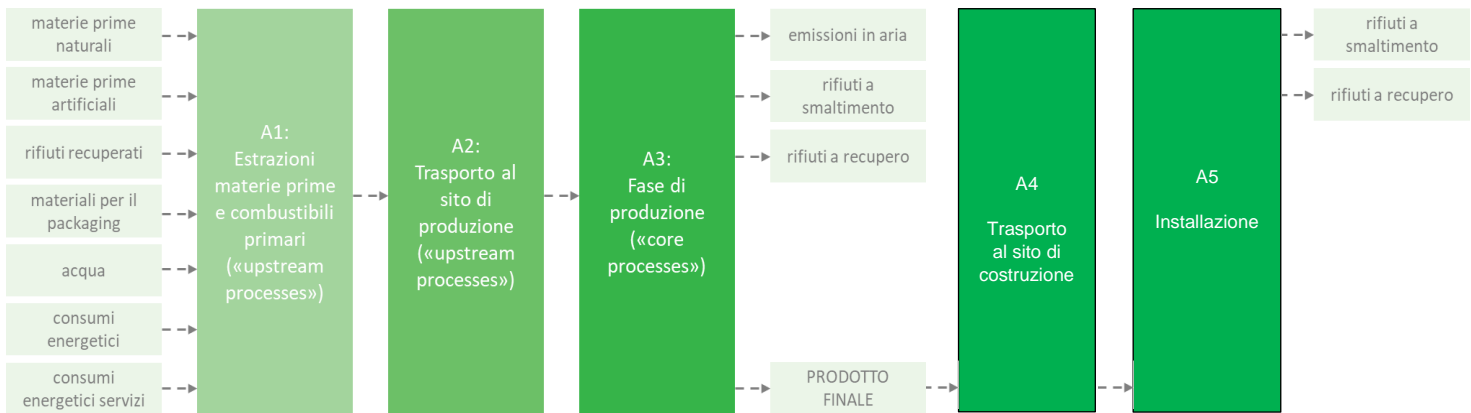 materie prime
naturali
materie prime
artificiali
rifiuti recuperati
materiali per il
packaging
acqua
consumi
energetici
consumi
energetici servizi
A1:
Estrazioni
materie prime
e combustibili
primari
(«upstream
processes»)
A2:
Trasporto al
sito di
produzione
(«upstream
processes»)
A3:
Fase di
produzione
(«core
processes»)
emissioni in aria
rifiuti a
smaltimento
rifiuti a recupero
PRODOTTO
FINALE
A4
Trasporto
al sito di
costruzione
A5
Installazione
rifiuti a
smaltimento
rifiuti a recupero